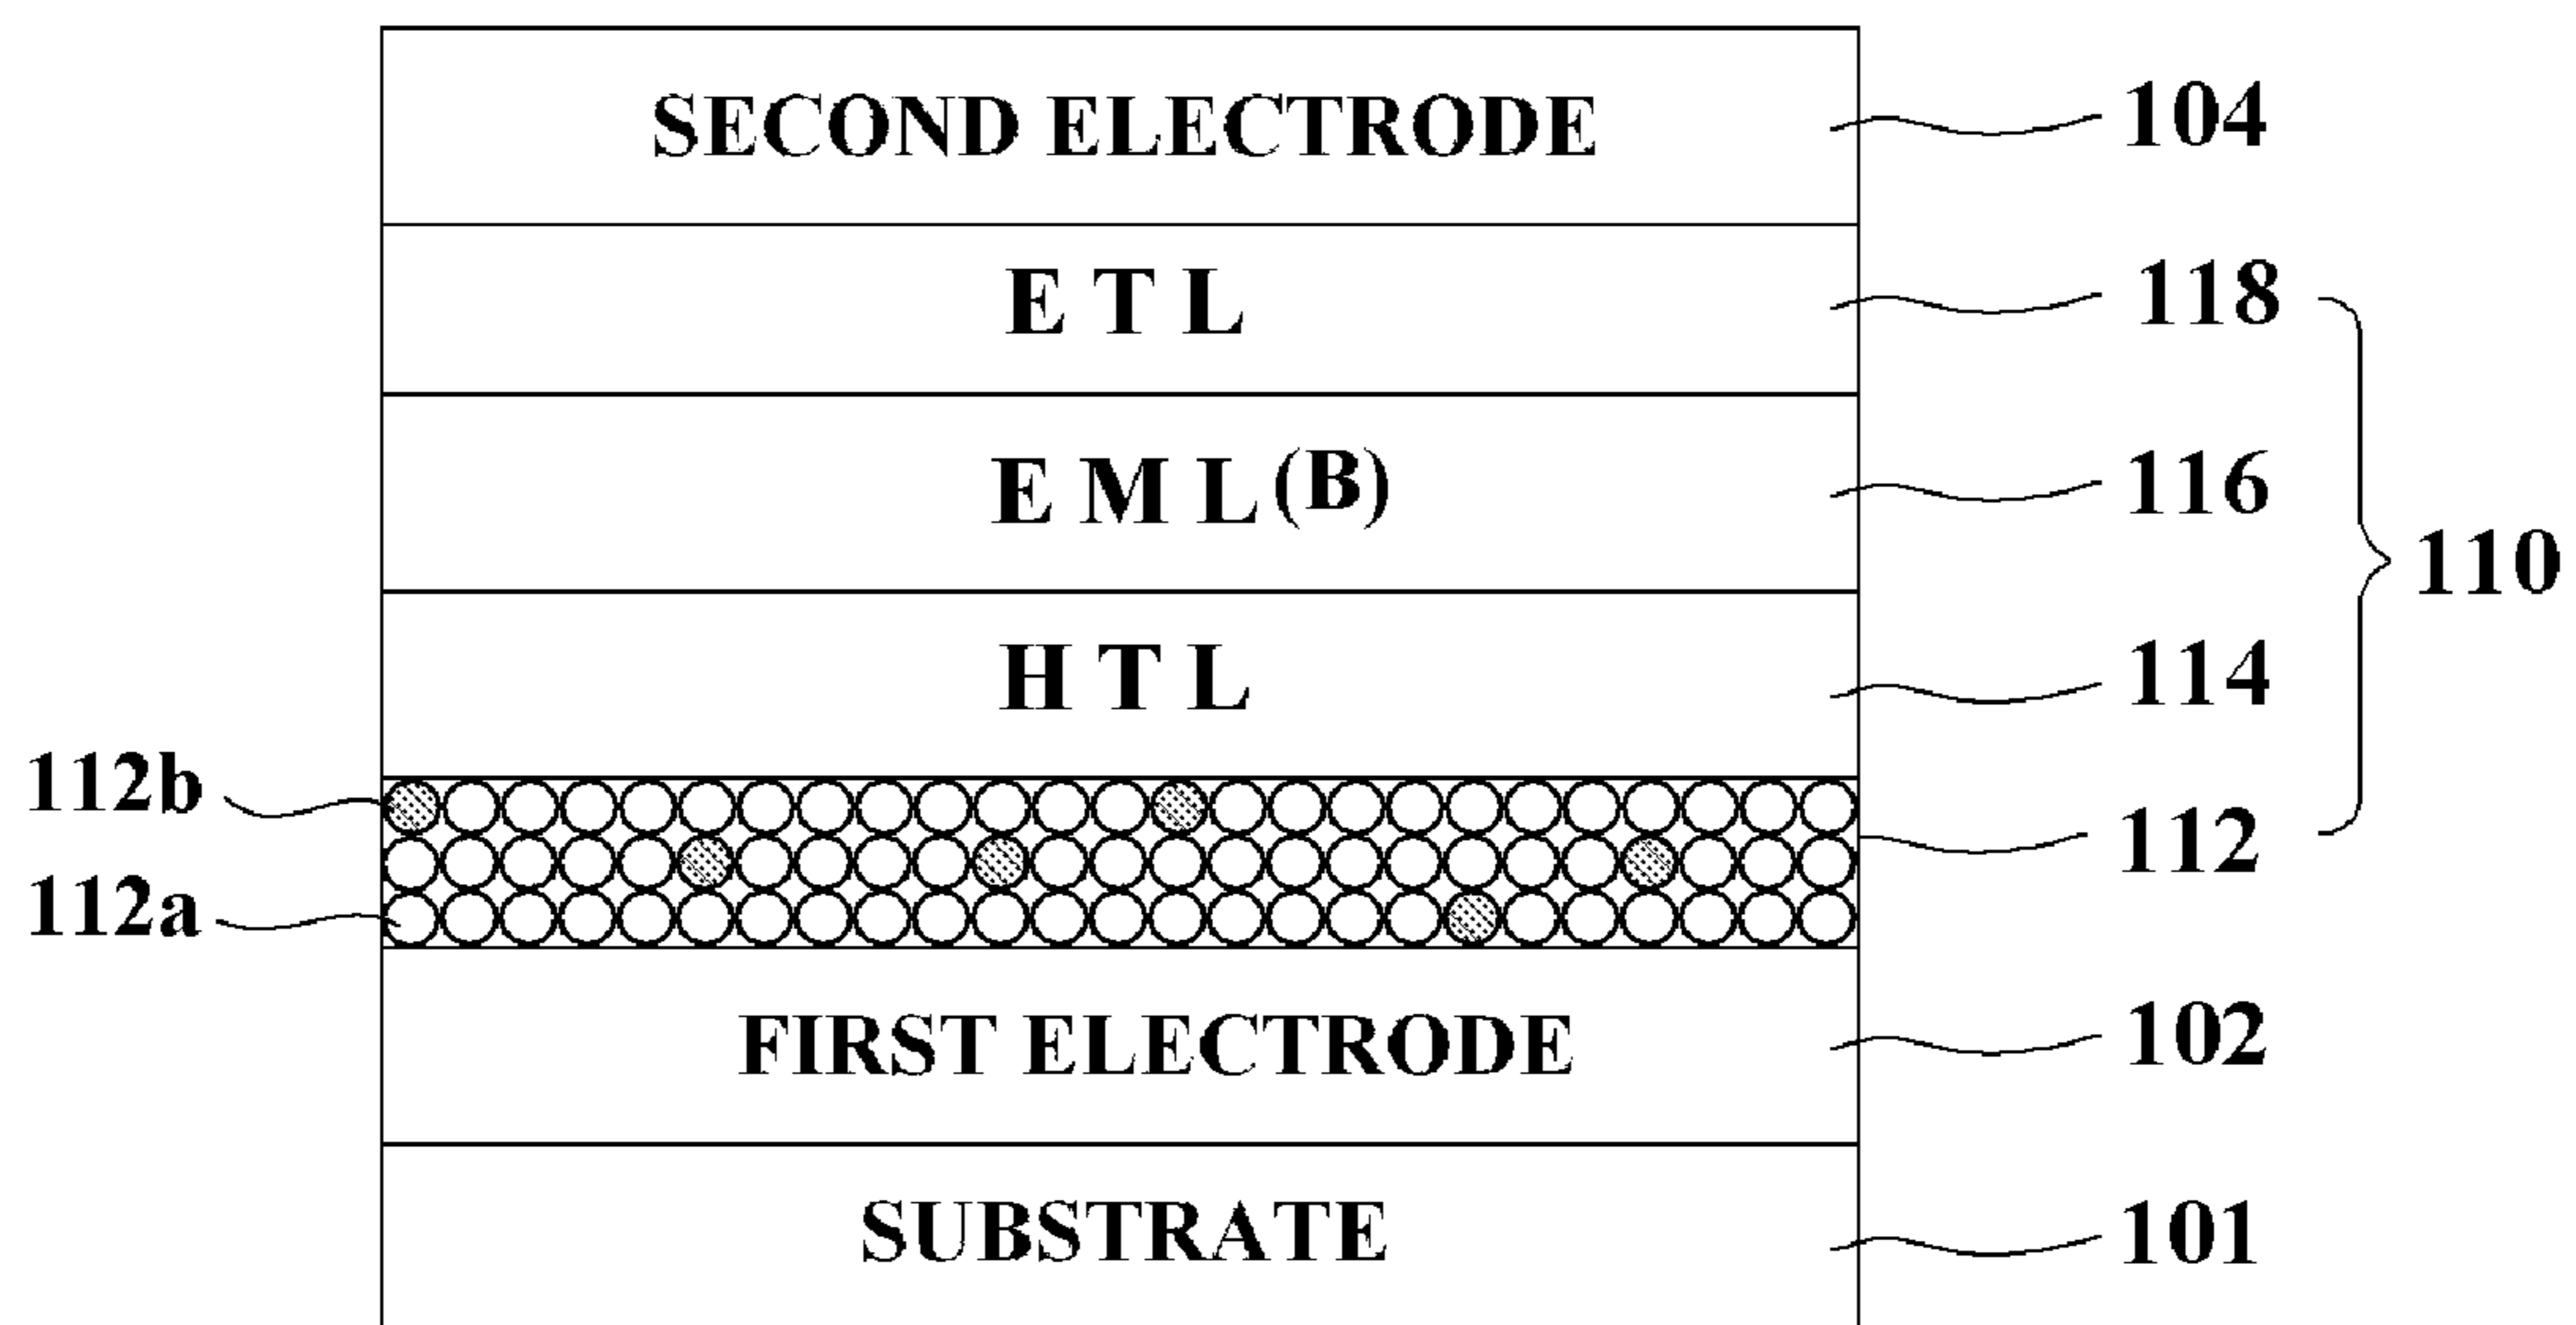 SECOND ELECTRODE 104
E T L 118
E M L (B) 116
110
H T L 114
112b
112
112a
FIRST ELECTRODE 102
SUBSTRATE 101